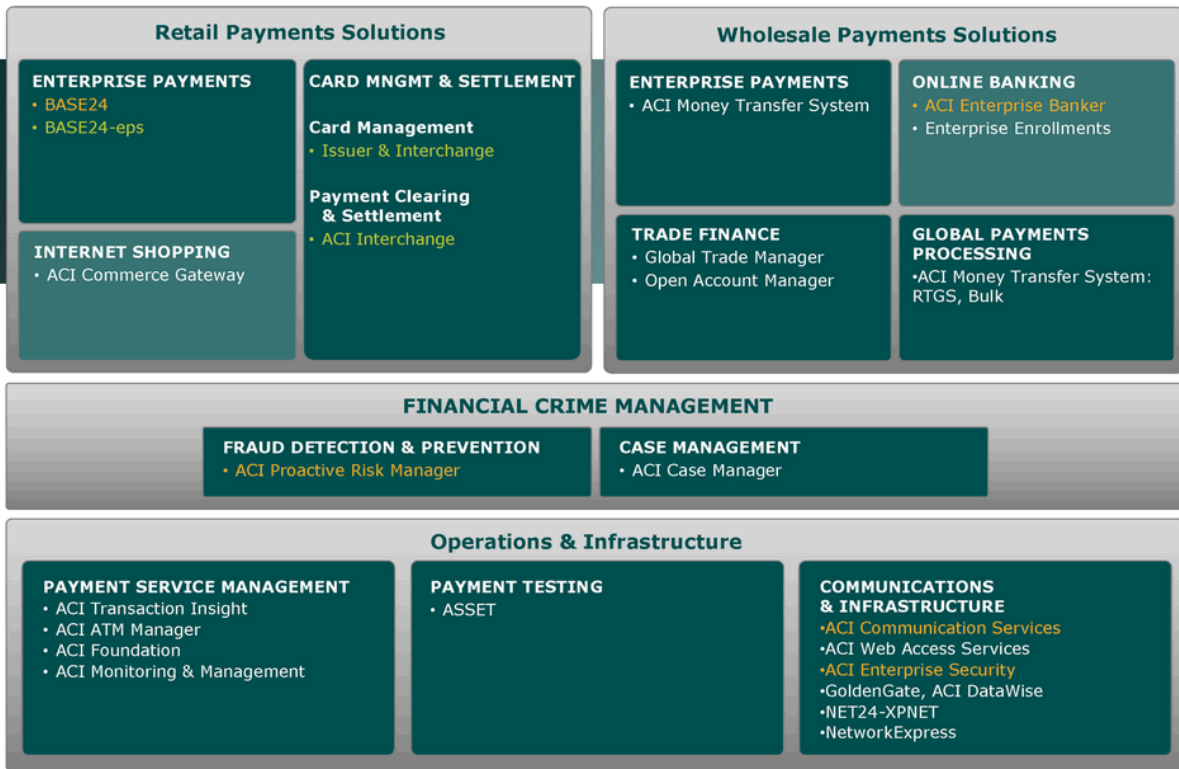 Retail Payments Solutions
ENTERPRISE PAYMENTS
• BASE24
• BASE24-eps
INTERNET SHOPPING
• ACI Commerce Gateway
CARD MNGMT & SETTLEMENT
Card Management
• Issuer & Interchange
Payment Clearing
& Settlement
• ACI Interchange
Wholesale Payments Solutions
ENTERPRISE PAYMENTS
• ACI Money Transfer System
ONLINE BANKING
• ACI Enterprise Banker
• Enterprise Enrollments
TRADE FINANCE
• Global Trade Manager
• Open Account Manager
GLOBAL PAYMENTS
PROCESSING
•ACI Money Transfer System:
RTGS, Bulk
FINANCIAL CRIME MANAGEMENT
FRAUD DETECTION & PREVENTION
• ACI Proactive Risk Manager
CASE MANAGEMENT
• ACI Case Manager
Operations & Infrastructure
PAYMENT SERVICE MANAGEMENT
• ACI Transaction Insight
• ACI ATM Manager
• ACI Foundation
• ACI Monitoring & Management
PAYMENT TESTING
• ASSET
COMMUNICATIONS
& INFRASTRUCTURE
•ACI Communication Services
•ACI Web Access Services
•ACI Enterprise Security
•GoldenGate, ACI DataWise
•NET24-XPNET
•NetworkExpress